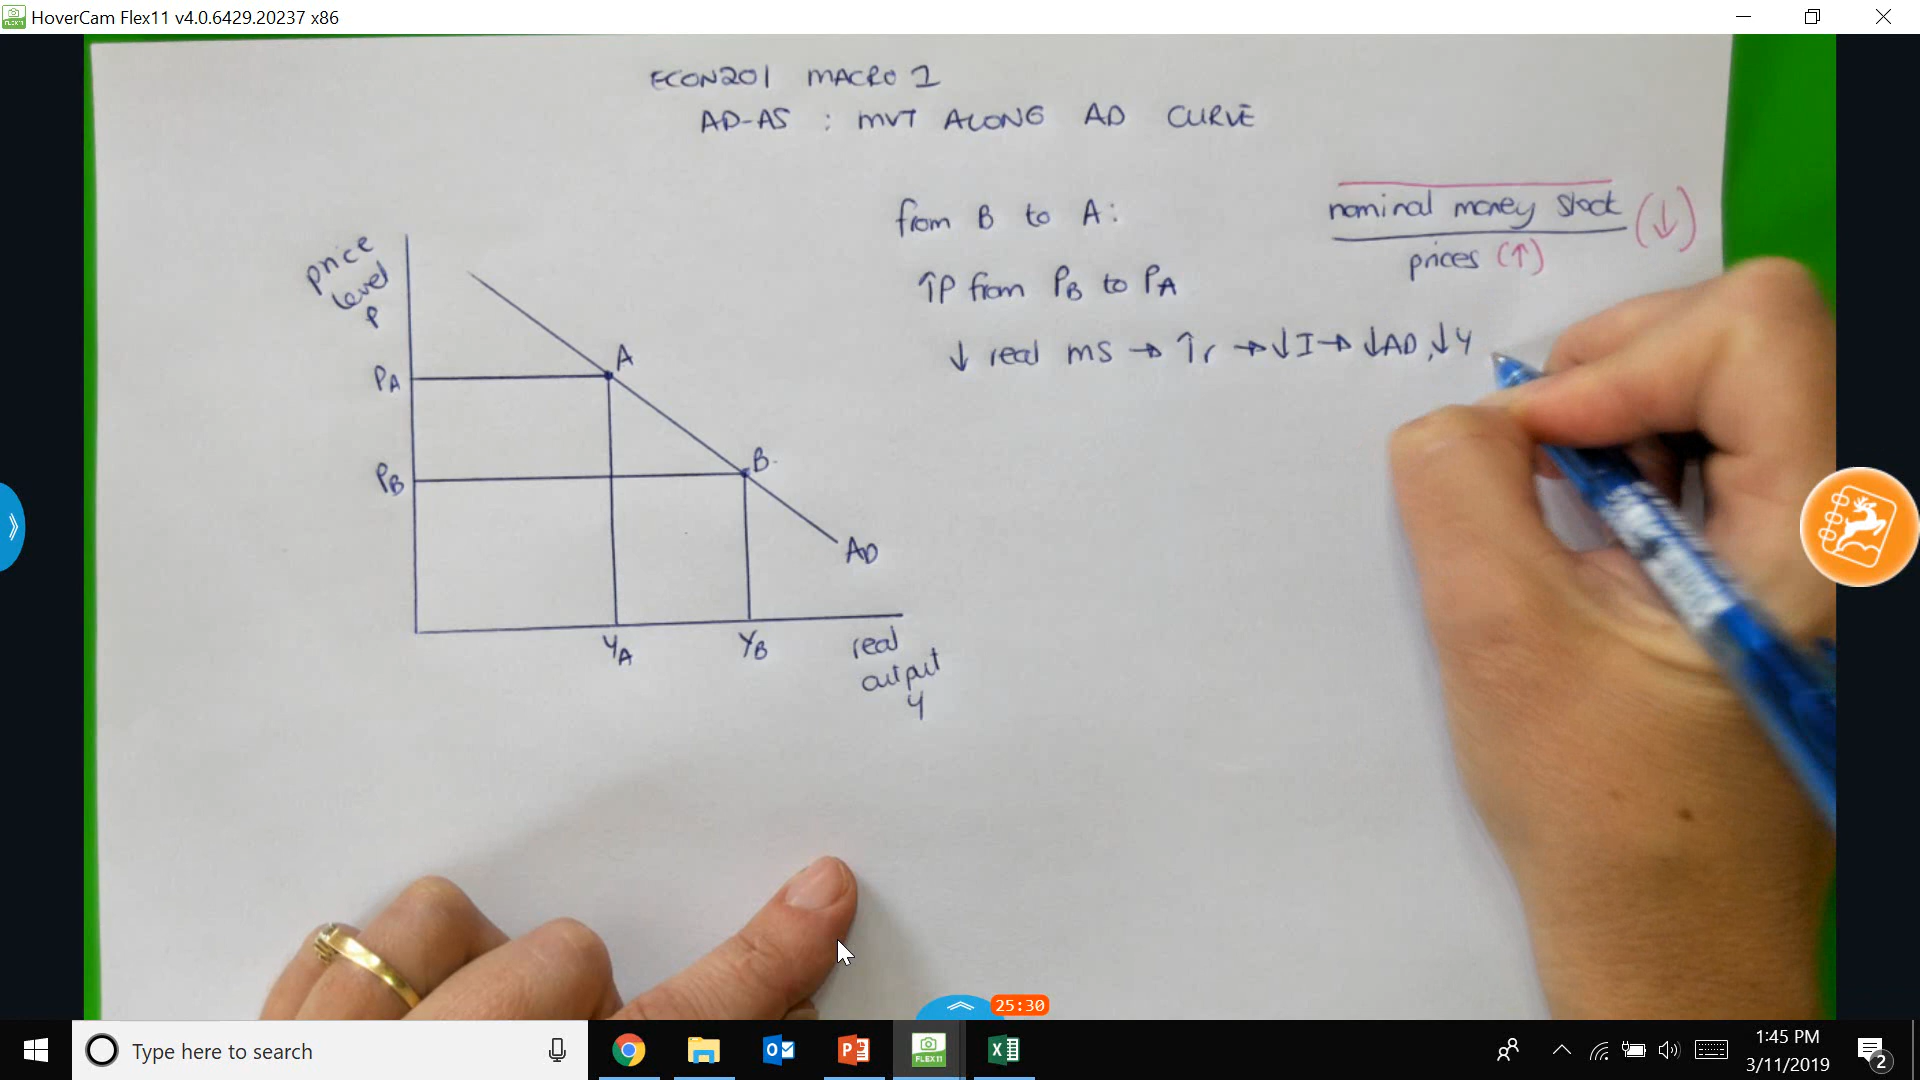 HoverCam Flex11 v4.0.6429.20237 x86
ECON201 MACRO 1
AD-AS : MVT ALONG AD CURVE
from B to A:
↑P from PB to PA
↓ real MS → ↑r → ↓I → ↓AD, ↓Y
nominal money stock (↓)
prices (↑)
price
level
P
PA
A
PB
B
AD
YA
YB
real
output
Y
25:30
FLEX11
Type here to search
1:45 PM
3/11/2019
2